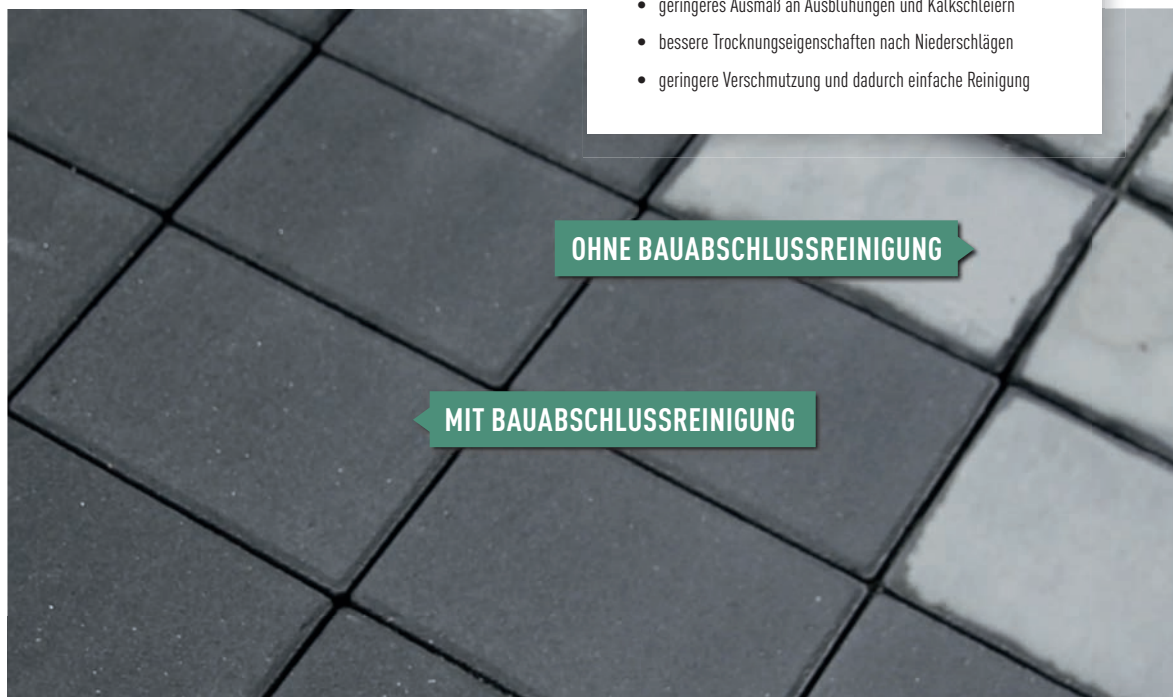 geringeres Ausmaß an Ausblühungen und Kalkschleiern
bessere Trocknungseigenschaften nach Niederschlägen
geringere Verschmutzung und dadurch einfache Reinigung
OHNE BAUABSCHLUSSREINIGUNG
MIT BAUABSCHLUSSREINIGUNG